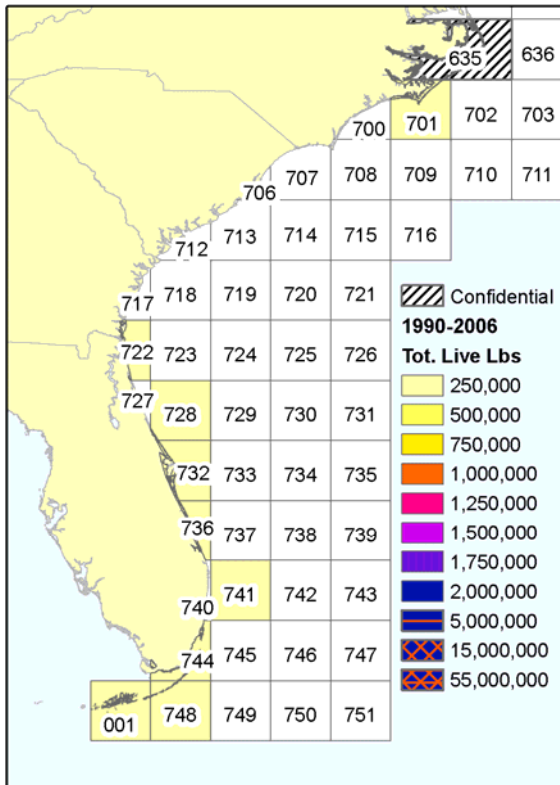 635 636
700 701 702 703
706 707 708 709 710 711
712 713 714 715 716
717 718 719 720 721
722 723 724 725 726
727 728 729 730 731
732 733 734 735
736 737 738 739
740 741 742 743
744 745 746 747
001 748 749 750 751
Confidential
1990-2006
Tot. Live Lbs
250,000
500,000
750,000
1,000,000
1,250,000
1,500,000
1,750,000
2,000,000
5,000,000
15,000,000
55,000,000